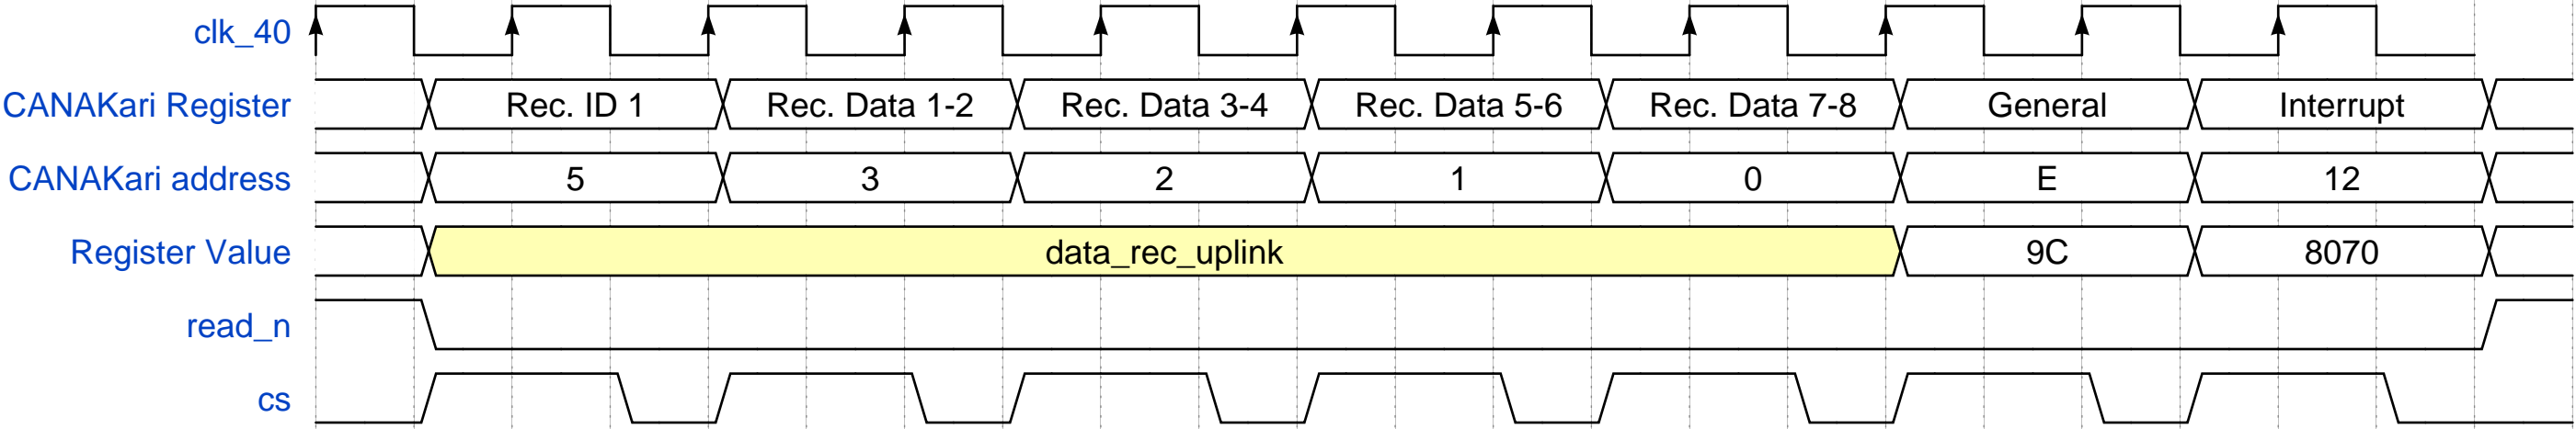 clk_40
CANAKari Register Rec. ID 1 Rec. Data 1-2 Rec. Data 3-4 Rec. Data 5-6 Rec. Data 7-8 General Interrupt
CANAKari address 5 3 2 1 0 E 12
Register Value data_rec_uplink 9C 8070
read_n
cs